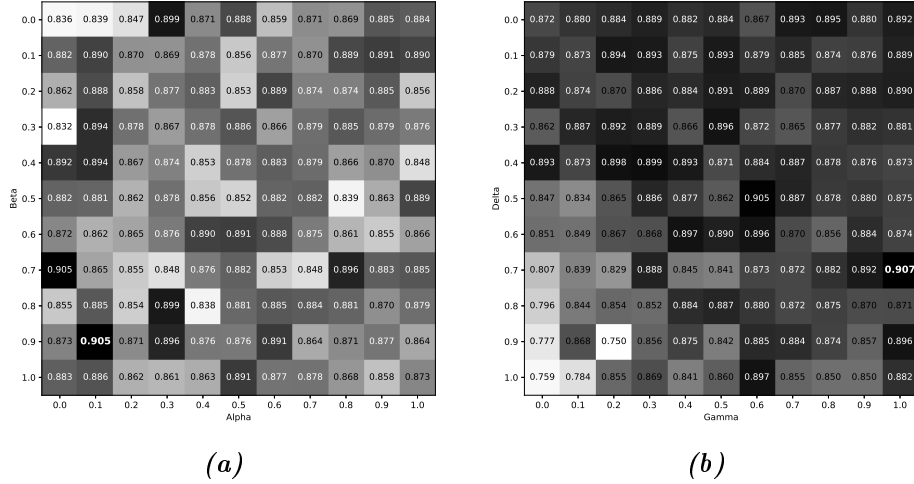 0.0 0.836 0.839 0.847 0.899 0.871 0.888 0.859 0.871 0.869 0.885 0.884
0.1 0.882 0.890 0.870 0.869 0.878 0.856 0.877 0.870 0.889 0.891 0.890
0.2 0.862 0.888 0.858 0.877 0.883 0.853 0.889 0.874 0.874 0.885 0.856
0.3 0.832 0.894 0.878 0.867 0.878 0.886 0.866 0.879 0.885 0.879 0.876
0.4 0.892 0.894 0.867 0.874 0.853 0.878 0.883 0.879 0.866 0.870 0.848
Beta
0.5 0.882 0.881 0.862 0.878 0.856 0.852 0.882 0.882 0.839 0.863 0.889
0.6 0.872 0.862 0.865 0.876 0.890 0.891 0.888 0.875 0.861 0.855 0.866
0.7 0.905 0.865 0.855 0.848 0.876 0.882 0.853 0.848 0.896 0.883 0.885
0.8 0.855 0.885 0.854 0.899 0.838 0.881 0.885 0.884 0.881 0.870 0.879
0.9 0.873 0.905 0.871 0.896 0.876 0.876 0.891 0.864 0.871 0.877 0.864
1.0 0.883 0.886 0.862 0.861 0.863 0.891 0.877 0.878 0.868 0.858 0.873
0.0 0.1 0.2 0.3 0.4 0.5 0.6 0.7 0.8 0.9 1.0
Alpha
(a)
0.0 0.872 0.880 0.884 0.889 0.882 0.884 0.867 0.893 0.895 0.880 0.892
0.1 0.879 0.873 0.894 0.893 0.875 0.893 0.879 0.885 0.874 0.876 0.889
0.2 0.888 0.874 0.870 0.886 0.884 0.891 0.889 0.870 0.887 0.888 0.890
0.3 0.862 0.887 0.892 0.889 0.866 0.896 0.872 0.865 0.877 0.882 0.881
0.4 0.893 0.873 0.898 0.899 0.893 0.871 0.884 0.887 0.878 0.876 0.873
Delta
0.5 0.847 0.834 0.865 0.886 0.877 0.862 0.905 0.887 0.878 0.880 0.875
0.6 0.851 0.849 0.867 0.868 0.897 0.890 0.896 0.870 0.856 0.884 0.874
0.7 0.807 0.839 0.829 0.888 0.845 0.841 0.873 0.872 0.882 0.892 0.907
0.8 0.796 0.844 0.854 0.852 0.884 0.887 0.880 0.872 0.875 0.870 0.871
0.9 0.777 0.868 0.750 0.856 0.875 0.842 0.885 0.884 0.874 0.857 0.896
1.0 0.759 0.784 0.855 0.869 0.841 0.860 0.897 0.855 0.850 0.850 0.882
0.0 0.1 0.2 0.3 0.4 0.5 0.6 0.7 0.8 0.9 1.0
Gamma
(b)